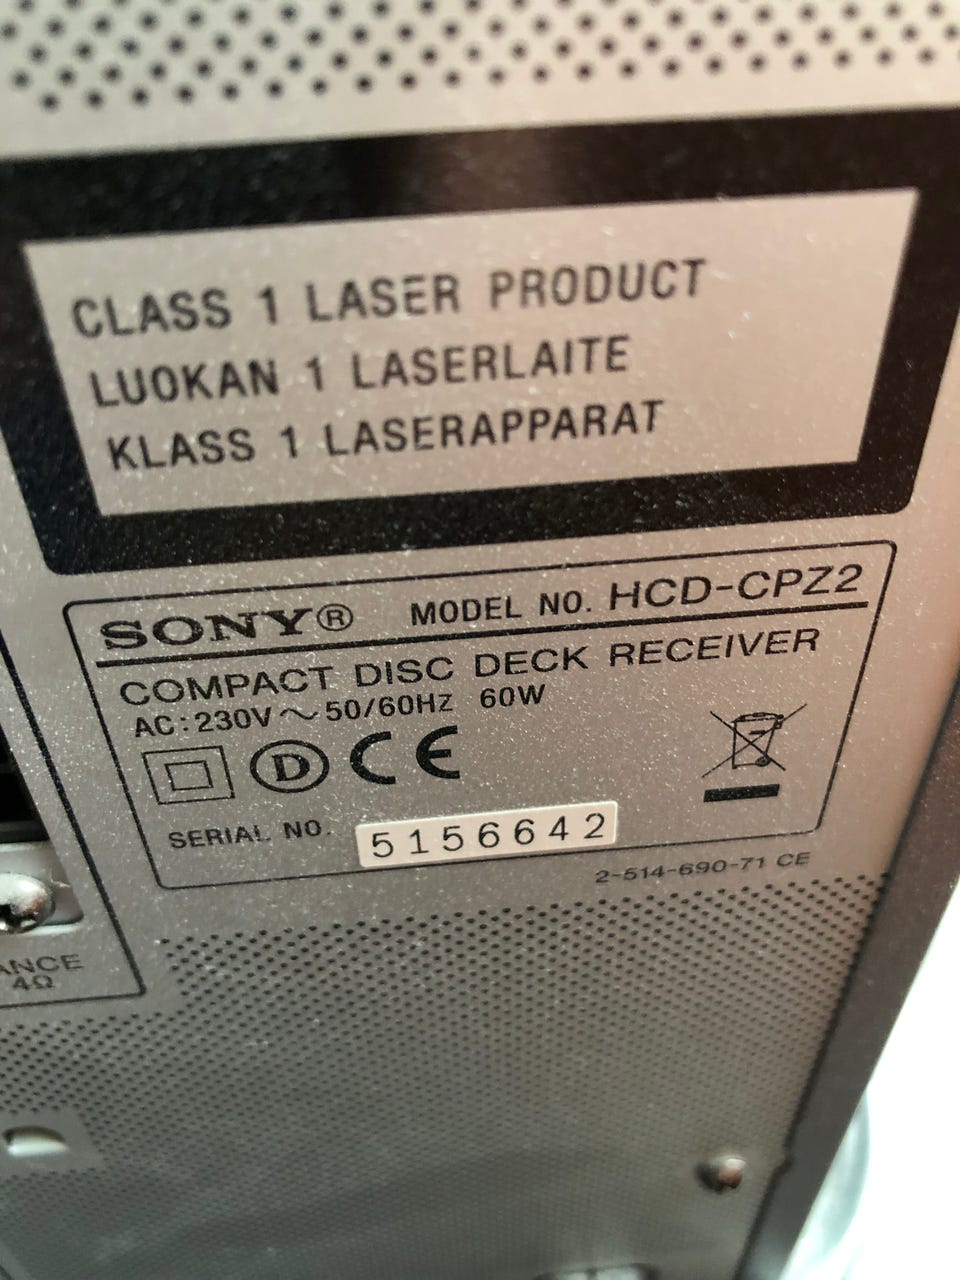 CLASS 1 LASER PRODUCT
LUOKAN 1 LASERLAITE
KLASS 1 LASERAPPARAT
SONY® MODEL NO. HCD-CPZ2
COMPACT DISC DECK RECEIVER
AC:230V~50/60Hz 60W
D CE
SERIAL NO. 5156642
2-514-690-71 CE
ANCE
4Ω